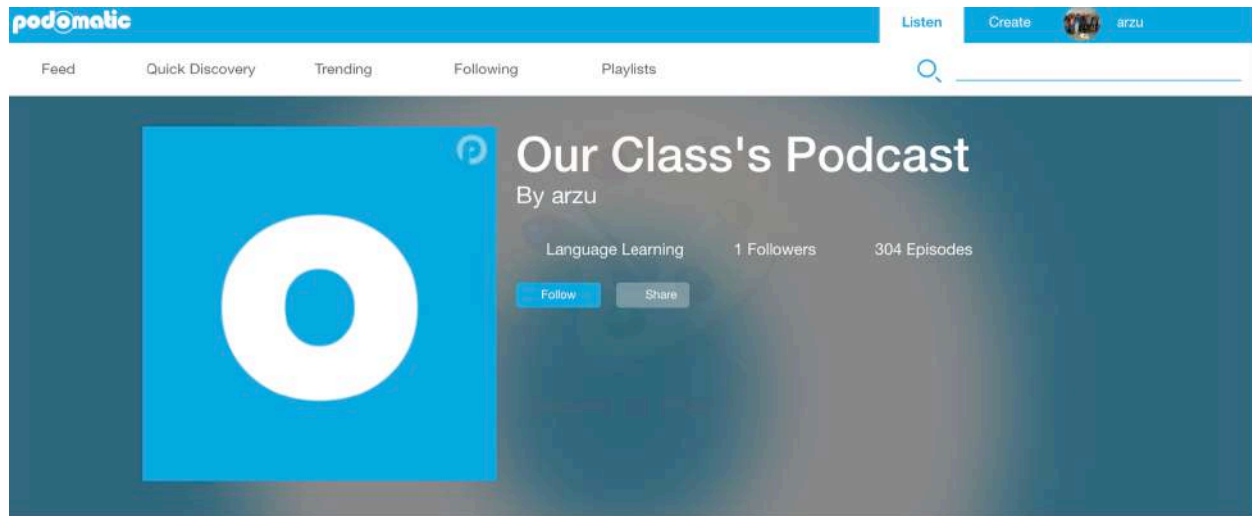 podomatic Listen Create arzu
Feed Quick Discovery Trending Following Playlists
O
Our Class's Podcast
By arzu
Language Learning 1 Followers 304 Episodes
Follow Share